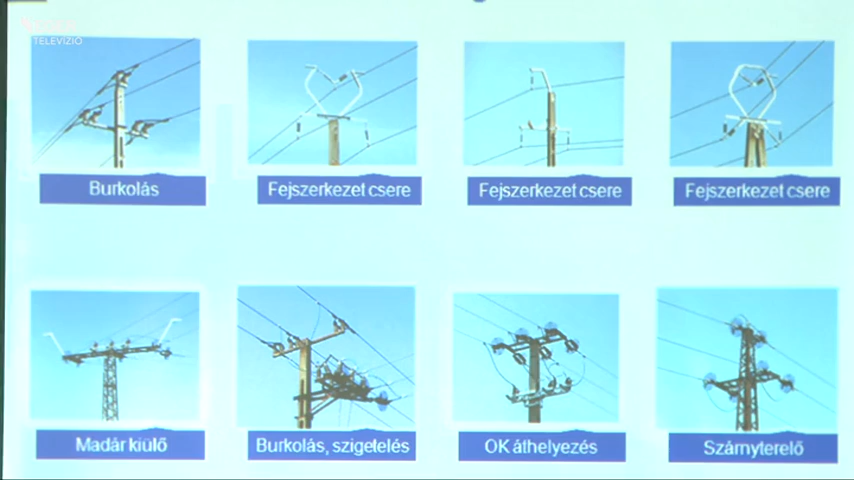 TELEVÍZIÓ
Burkolás
Fejszerkezet csere
Fejszerkezet csere
Fejszerkezet csere
Madár kiülő
Burkolás, szigetelés
OK áthelyezés
Szárnyterelő